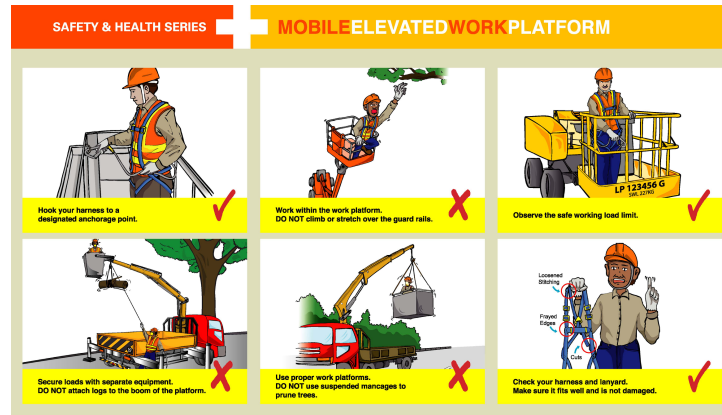 SAFETY & HEALTH SERIES
MOBILEELEVATEDWORKPLATFORM
Hook your harness to a
designated anchorage point.
Work within the work platform.
DO NOT climb or stretch over the guard rails.
LP 123456 G
SWL 227KG
Observe the safe working load limit.
Secure loads with separate equipment.
DO NOT attach logs to the boom of the platform.
Use proper work platforms.
DO NOT use suspended mancages to
prune trees.
Loosened
Stitching
Frayed
Edges
Cuts
Check your harness and lanyard.
Make sure it fits well and is not damaged.